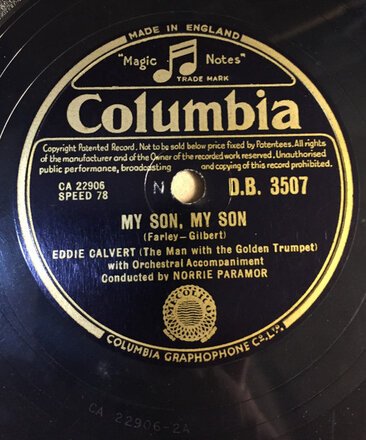 MADE IN ENGLAND
"Magic Notes"
TRADE MARK
Columbia
Copyright Patented Record. Not to be sold below price fixed by Patentees. All rights
of the manufacturer and of the Owner of the recorded work reserved. Unauthorised
public performance, broadcasting and copying of this record prohibited.
CA 22906
SPEED 78
N
D.B. 3507
MY SON, MY SON
(Farley–Gilbert)
EDDIE CALVERT (The Man with the Golden Trumpet)
with Orchestral Accompaniment
Conducted by NORRIE PARAMOR
COLUMBIA GRAPHOPHONE Co. LTD.
CA 22906-2A